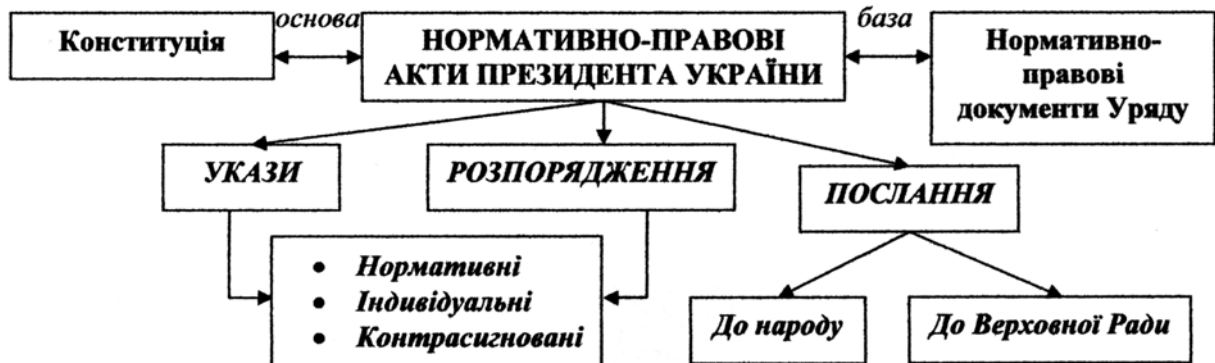 основа
база
Конституція
НОРМАТИВНО-ПРАВОВІ
АКТИ ПРЕЗИДЕНТА УКРАЇНИ
Нормативно-
правові
документи Уряду
УКАЗИ
РОЗПОРЯДЖЕННЯ
ПОСЛАННЯ
• Нормативні
• Індивідуальні
• Контрасигновані
До народу
До Верховної Ради